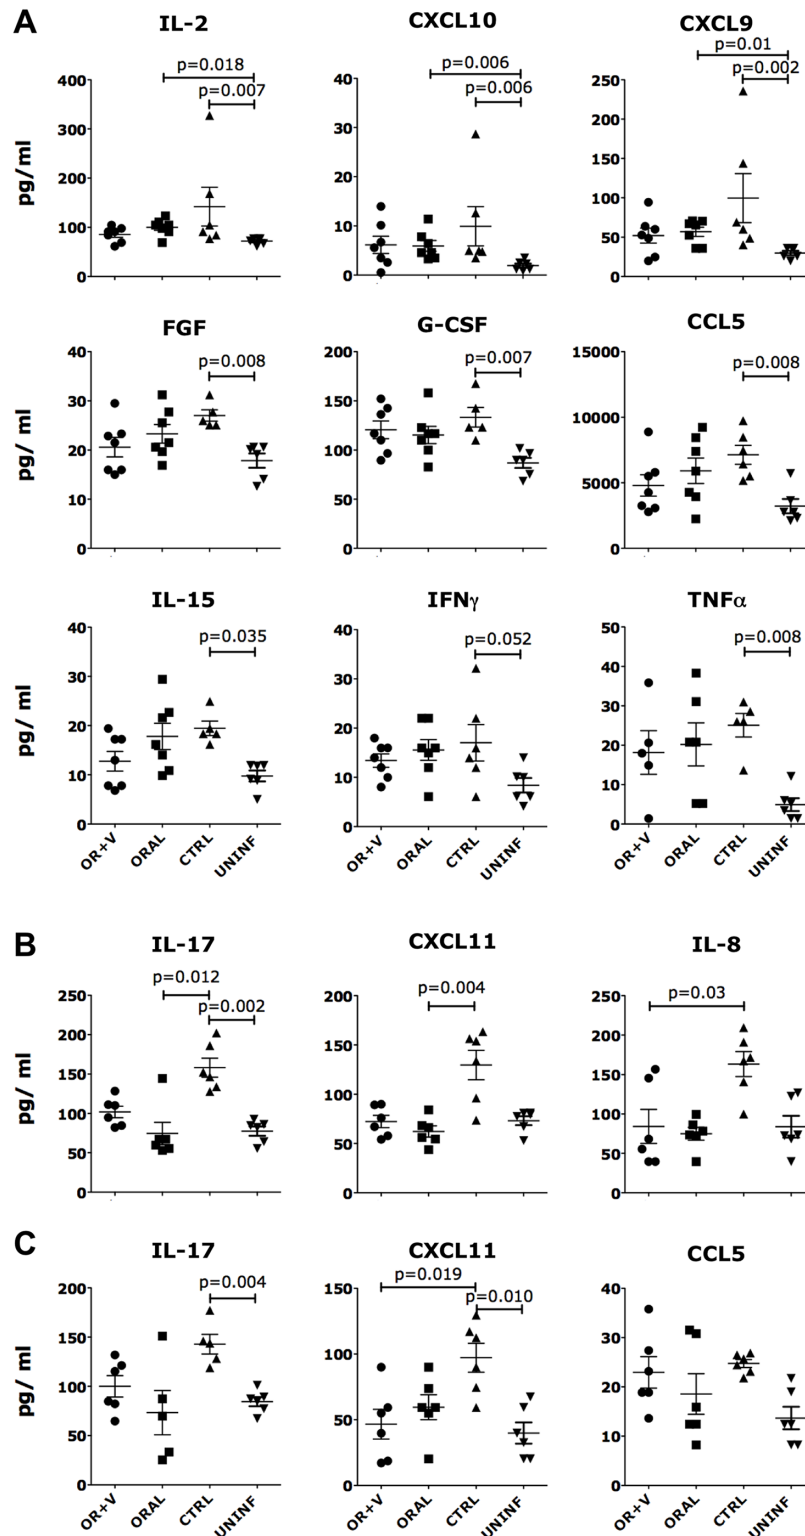 A
IL-2
CXCL10
CXCL9
p=0.018
p=0.007
p=0.006
p=0.006
p=0.01
p=0.002
pg/ ml
400
300
200
100
0
40
30
20
10
0
250
200
150
100
50
0
FGF
G-CSF
CCL5
p=0.008
p=0.007
p=0.008
pg/ ml
40
30
20
10
0
200
150
100
50
0
15000
10000
5000
0
IL-15
IFNγ
TNFα
p=0.035
p=0.052
p=0.008
pg/ ml
40
30
20
10
0
40
30
20
10
0
50
40
30
20
10
0
OR+V ORAL CTRL UNINF
OR+V ORAL CTRL UNINF
OR+V ORAL CTRL UNINF
B
IL-17
CXCL11
IL-8
p=0.012
p=0.002
p=0.004
p=0.03
pg/ ml
250
200
150
100
50
0
200
150
100
50
0
250
200
150
100
50
0
C
IL-17
CXCL11
CCL5
p=0.004
p=0.019
p=0.010
pg/ ml
200
150
100
50
0
150
100
50
0
40
30
20
10
0
OR+V ORAL CTRL UNINF
OR+V ORAL CTRL UNINF
OR+V ORAL CTRL UNINF